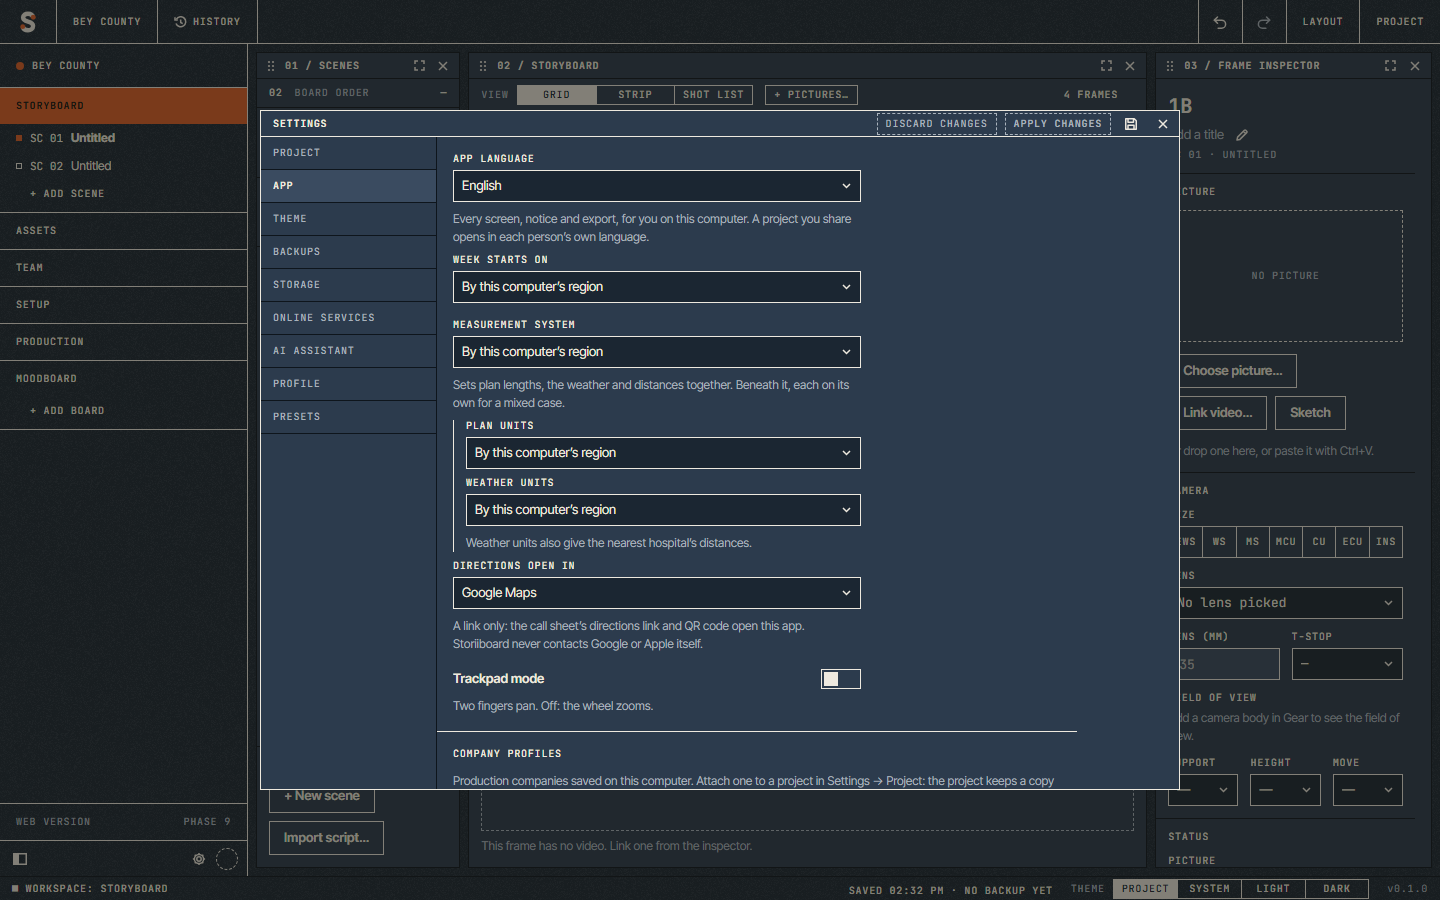 S
BEY COUNTY
HISTORY
LAYOUT
PROJECT
BEY COUNTY
STORYBOARD
SC 01 Untitled
SC 02 Untitled
+ ADD SCENE
ASSETS
TEAM
SETUP
PRODUCTION
MOODBOARD
+ ADD BOARD
WEB VERSION
PHASE 9
01 / SCENES
02 BOARD ORDER
02 / STORYBOARD
VIEW
GRID
STRIP
SHOT LIST
+ PICTURES…
4 FRAMES
SETTINGS
DISCARD CHANGES
APPLY CHANGES
PROJECT
APP
THEME
BACKUPS
STORAGE
ONLINE SERVICES
AI ASSISTANT
PROFILE
PRESETS
APP LANGUAGE
English
Every screen, notice and export, for you on this computer. A project you share
opens in each person's own language.
WEEK STARTS ON
By this computer's region
MEASUREMENT SYSTEM
By this computer's region
Sets plan lengths, the weather and distances together. Beneath it, each on its
own for a mixed case.
PLAN UNITS
By this computer's region
WEATHER UNITS
By this computer's region
Weather units also give the nearest hospital's distances.
DIRECTIONS OPEN IN
Google Maps
A link only: the call sheet's directions link and QR code open this app.
Storiiboard never contacts Google or Apple itself.
Trackpad mode
Two fingers pan. Off: the wheel zooms.
COMPANY PROFILES
Production companies saved on this computer. Attach one to a project in Settings → Project: the project keeps a copy
+ New scene
Import script…
This frame has no video. Link one from the inspector.
03 / FRAME INSPECTOR
1B
a title
01 · UNTITLED
NO PICTURE
Choose picture…
Link video…
Sketch
drop one here, or paste it with Ctrl+V.
WS
MS
MCU
CU
ECU
INS
No lens picked
(MM)
T-STOP
35
—
OF VIEW
a camera body in Gear to see the field of
HEIGHT
MOVE
—
—
—
STATUS
PICTURE
WORKSPACE: STORYBOARD
SAVED 02:32 PM · NO BACKUP YET
THEME
PROJECT
SYSTEM
LIGHT
DARK
v0.1.0